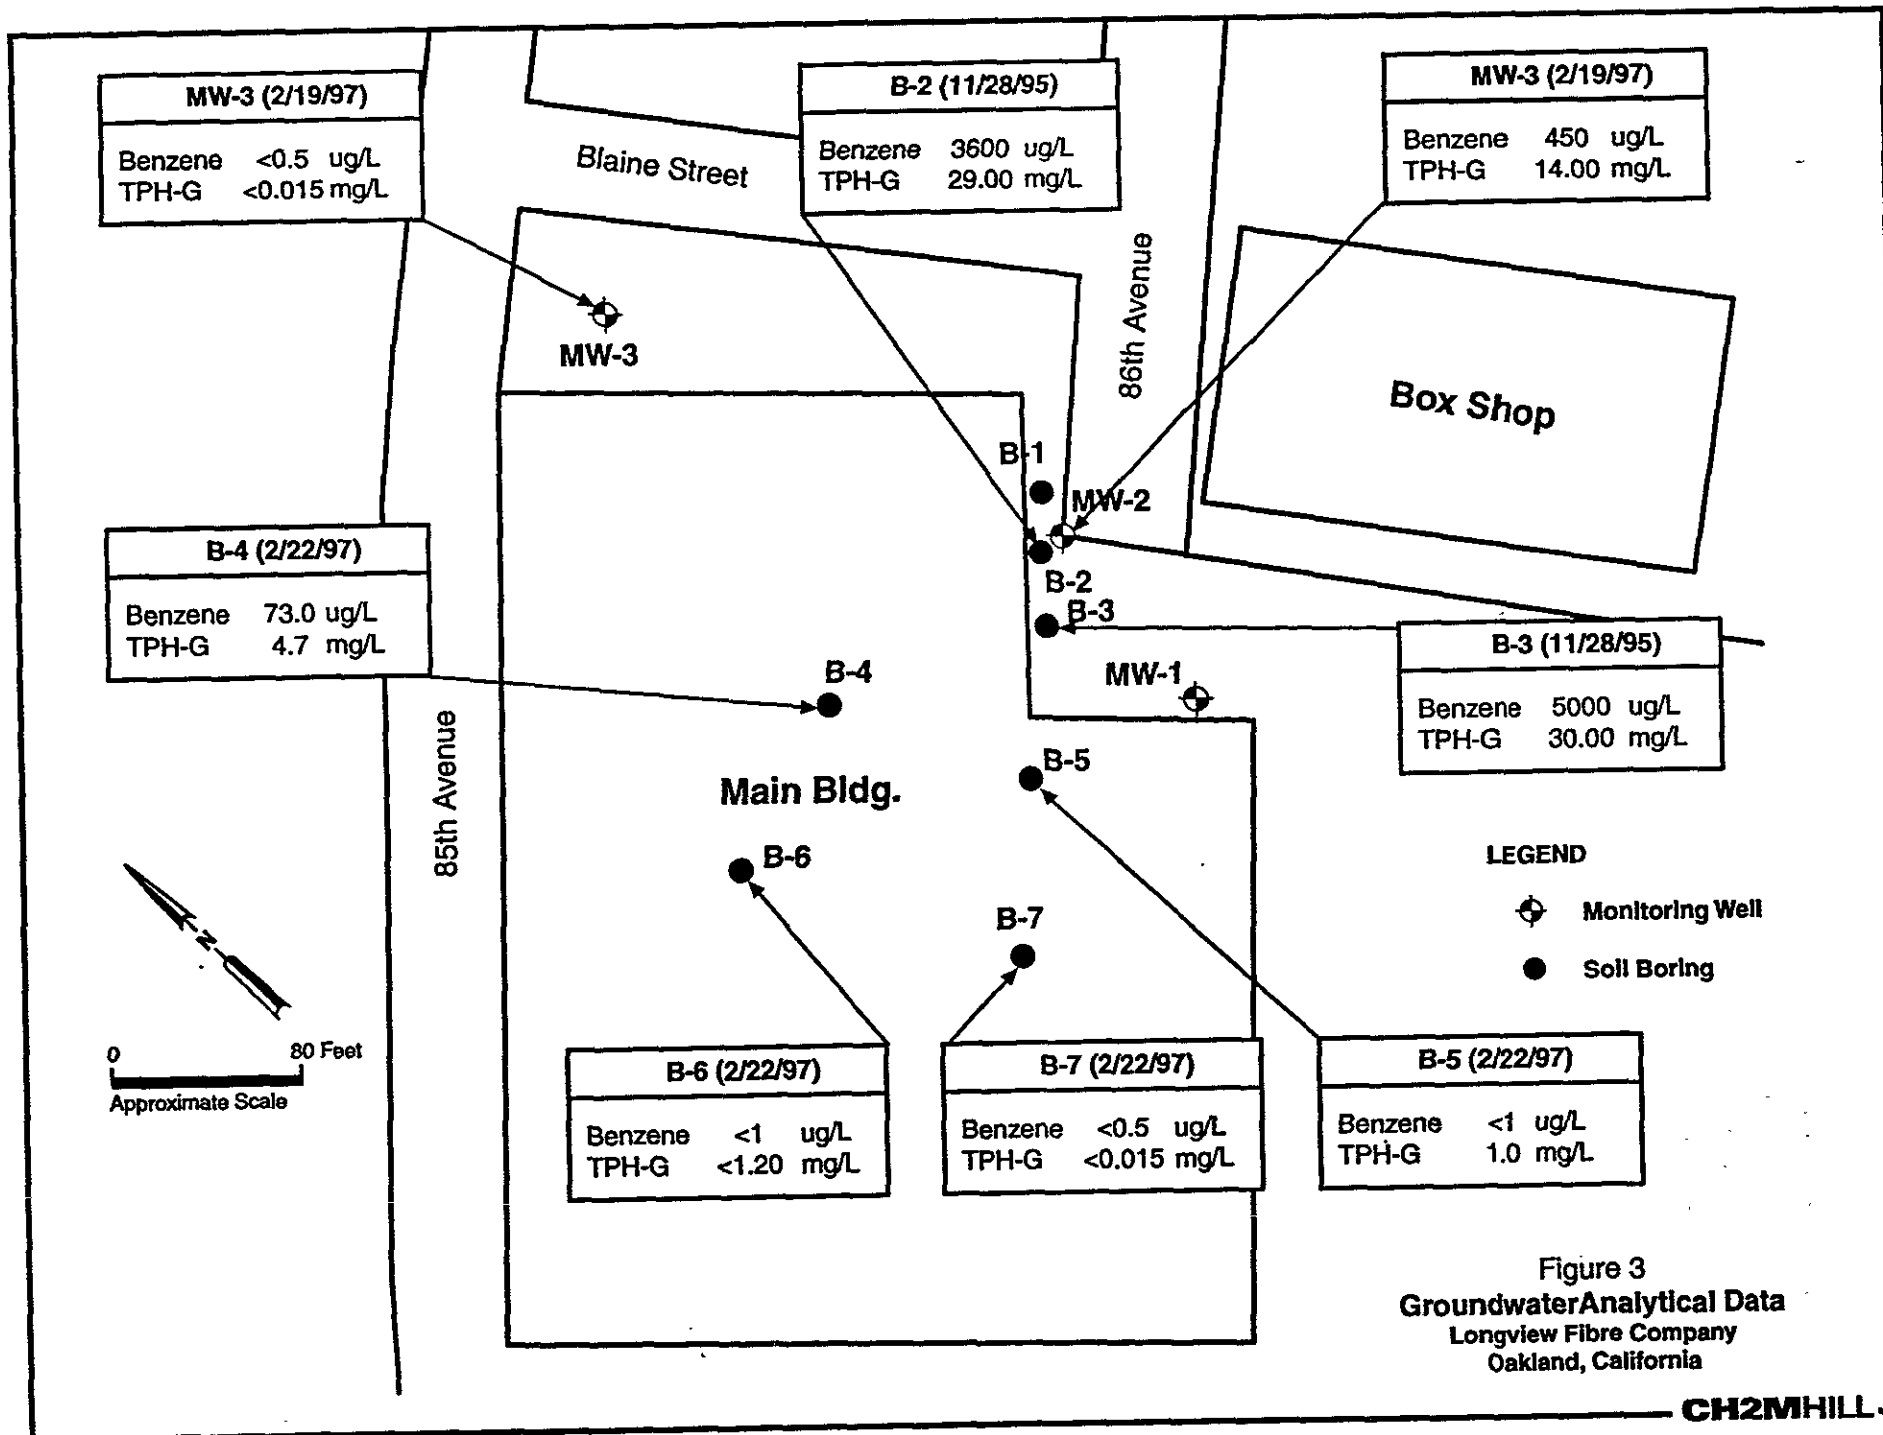 MW-3 (2/19/97)
Benzene <0.5 ug/L
TPH-G <0.015 mg/L
B-2 (11/28/95)
Benzene 3600 ug/L
TPH-G 29.00 mg/L
MW-3 (2/19/97)
Benzene 450 ug/L
TPH-G 14.00 mg/L
Blaine Street
86th Avenue
MW-3
Box Shop
B-1
MW-2
B-2
B-3
B-4 (2/22/97)
Benzene 73.0 ug/L
TPH-G 4.7 mg/L
B-3 (11/28/95)
Benzene 5000 ug/L
TPH-G 30.00 mg/L
B-4
MW-1
85th Avenue
Main Bldg.
B-5
B-6
B-7
LEGEND
Monitoring Well
Soil Boring
N
0 80 Feet
Approximate Scale
B-6 (2/22/97)
Benzene <1 ug/L
TPH-G <1.20 mg/L
B-7 (2/22/97)
Benzene <0.5 ug/L
TPH-G <0.015 mg/L
B-5 (2/22/97)
Benzene <1 ug/L
TPH-G 1.0 mg/L
Figure 3
GroundwaterAnalytical Data
Longview Fibre Company
Oakland, California
CH2MHILL